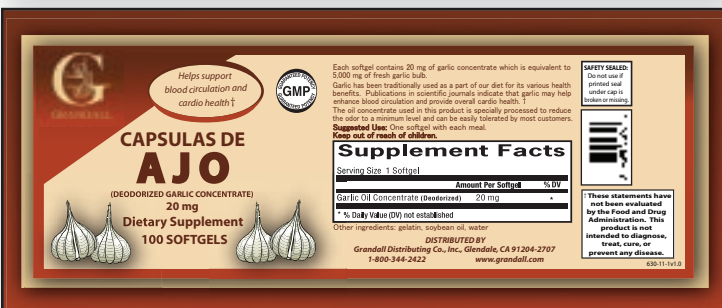 G
GRANDALL
Helps support
blood circulation and
cardio health †
GUARANTEED POTENCY
GMP
GUARANTEED POTENCY
CAPSULAS DE
AJO
(DEODORIZED GARLIC CONCENTRATE)
20 mg
Dietary Supplement
100 SOFTGELS
Each softgel contains 20 mg of garlic concentrate which is equivalent to
5,000 mg of fresh garlic bulb.
Garlic has been traditionally used as a part of our diet for its various health
benefits. Publications in scientific journals indicate that garlic may help
enhance blood circulation and provide overall cardio health. †
The oil concentrate used in this product is specially processed to reduce
the odor to a minimum level and can be easily tolerated by most customers.
Suggested Use: One softgel with each meal.
Keep out of reach of children.
Supplement Facts
Serving Size 1 Softgel
Amount Per Softgel % DV
Garlic Oil Concentrate (Deodorized) 20 mg *
* % Daily Value (DV) not established
Other ingredients: gelatin, soybean oil, water
DISTRIBUTED BY
Grandall Distributing Co., Inc., Glendale, CA 91204-2707
1-800-344-2422 www.grandall.com
SAFETY SEALED:
Do not use if
printed seal
under cap is
broken or missing.
† These statements have
not been evaluated
by the Food and Drug
Administration. This
product is not
intended to diagnose,
treat, cure, or
prevent any disease.
630-11-1v1.0